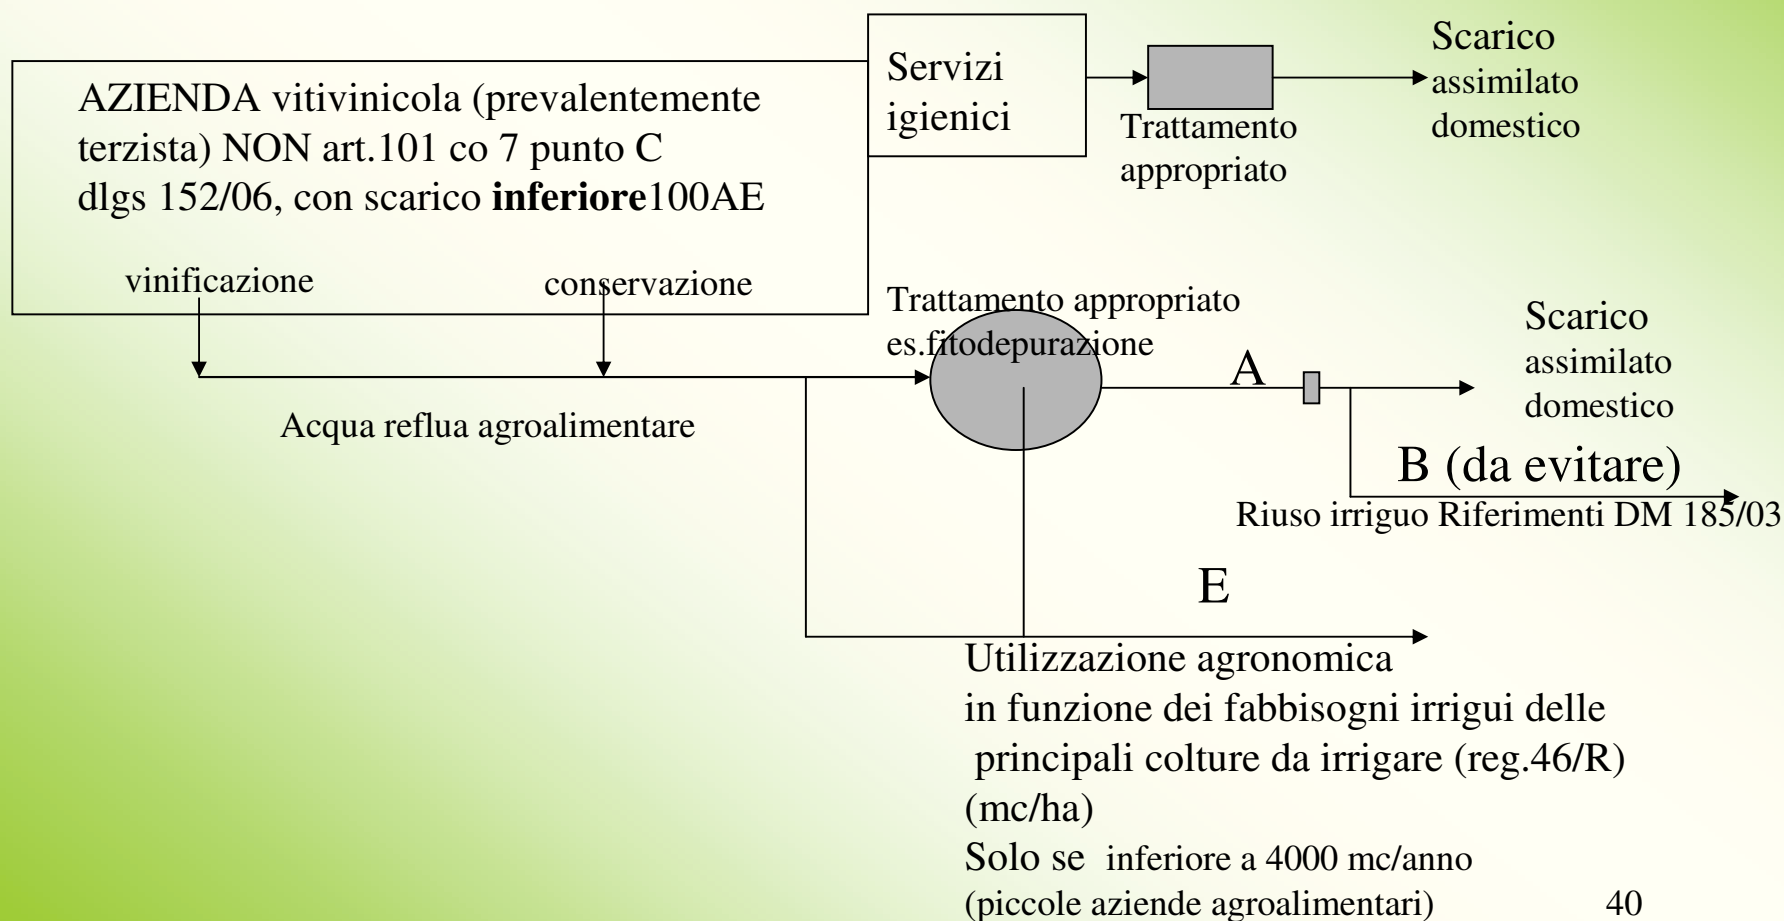 AZIENDA vitivinicola (prevalentemente
terzista) NON art.101 co 7 punto C
dlgs 152/06, con scarico inferiore100AE
vinificazione
conservazione
Servizi
igienici
Trattamento
appropriato
Scarico
assimilato
domestico
Trattamento appropriato
es.fitodepurazione
Acqua reflua agroalimentare
A
Scarico
assimilato
domestico
B (da evitare)
Riuso irriguo Riferimenti DM 185/03
E
Utilizzazione agronomica
in funzione dei fabbisogni irrigui delle
principali colture da irrigare (reg.46/R)
(mc/ha)
Solo se inferiore a 4000 mc/anno
(piccole aziende agroalimentari)
40